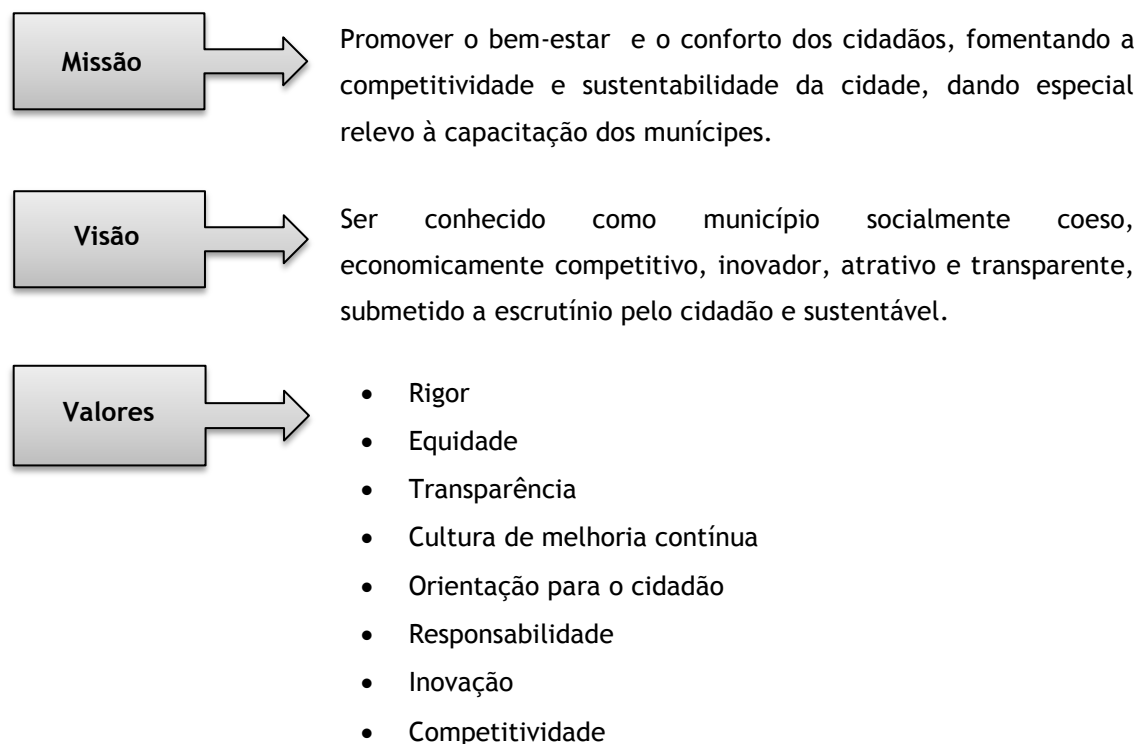 Missão
Promover o bem-estar e o conforto dos cidadãos, fomentando a
competitividade e sustentabilidade da cidade, dando especial
relevo à capacitação dos munícipes.
Visão
Ser conhecido como município socialmente coeso,
economicamente competitivo, inovador, atrativo e transparente,
submetido a escrutínio pelo cidadão e sustentável.
Valores
• Rigor
• Equidade
• Transparência
• Cultura de melhoria contínua
• Orientação para o cidadão
• Responsabilidade
• Inovação
• Competitividade